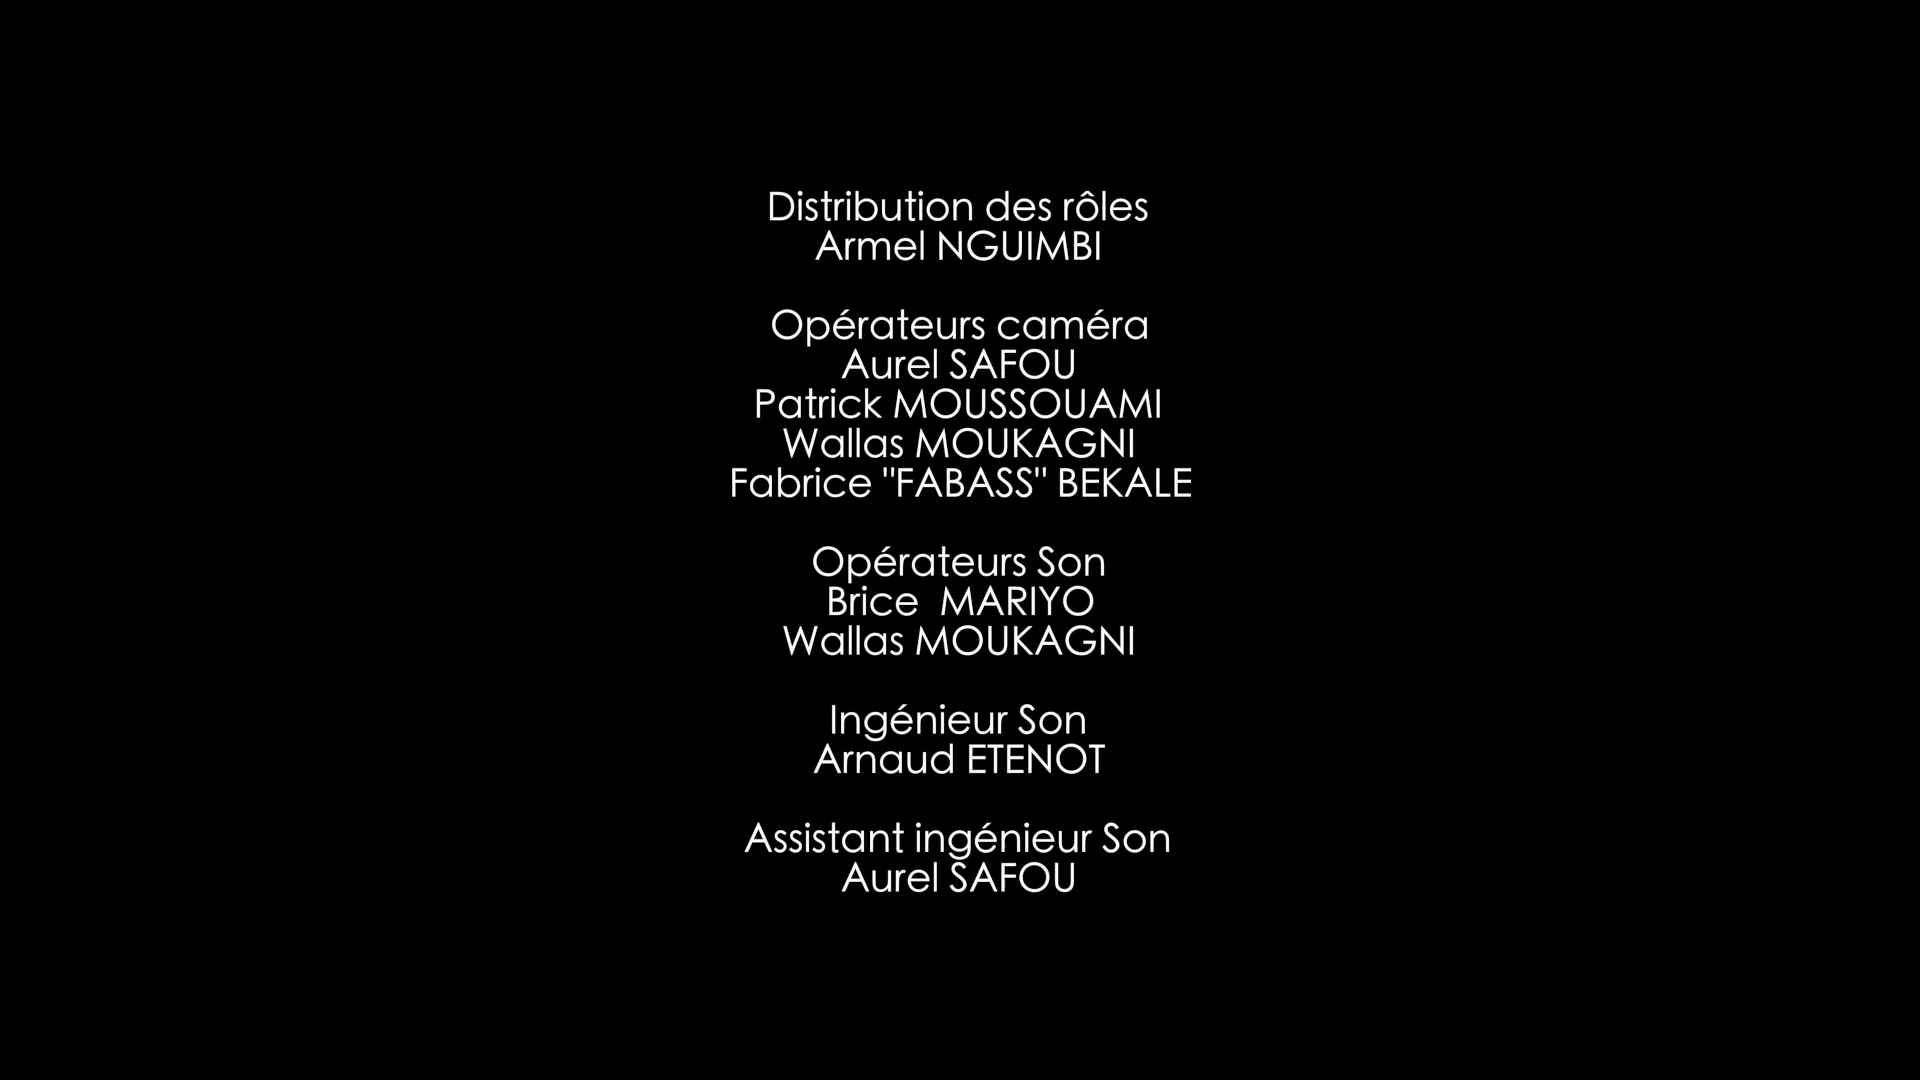 Distribution des rôles
Armel NGUIMBI
Opérateurs caméra
Aurel SAFOU
Patrick MOUSSOUAMI
Wallas MOUKAGNI
Fabrice "FABASS" BEKALE
Opérateurs Son
Brice  MARIYO
Wallas MOUKAGNI
Ingénieur Son
Arnaud ETENOT
Assistant ingénieur Son
Aurel SAFOU